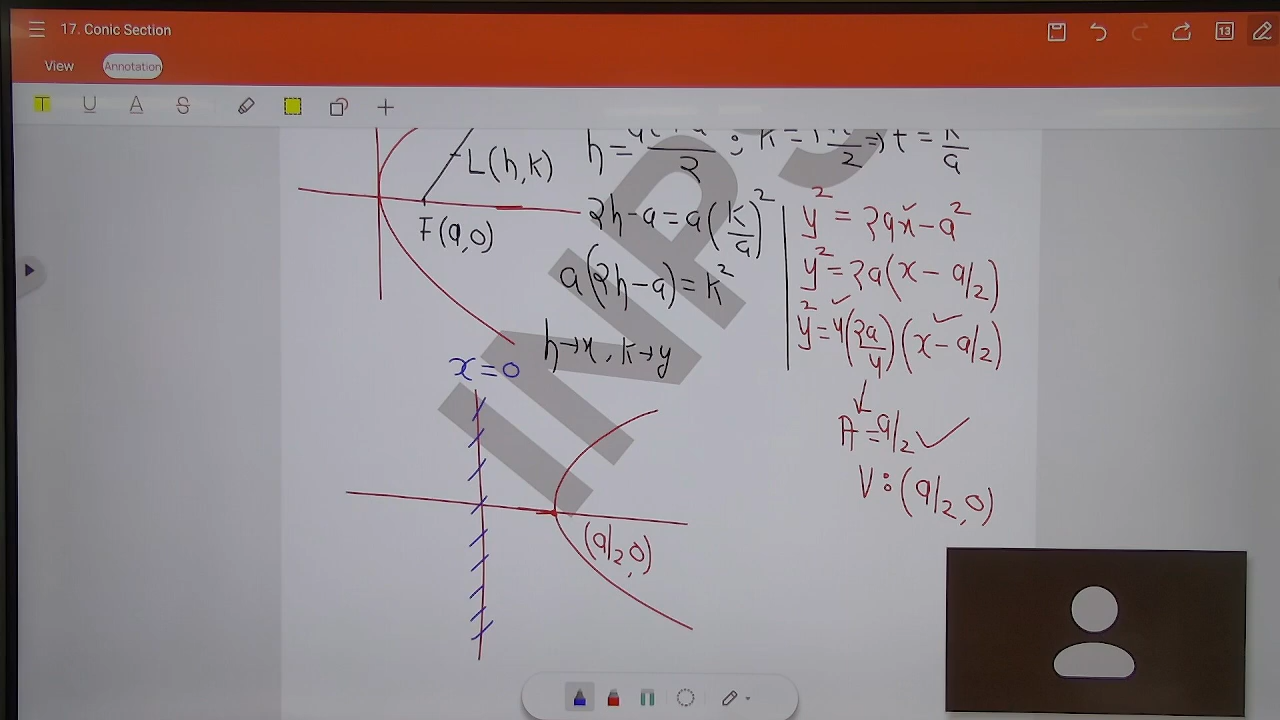 17. Conic Section
13
View
Annotation
T U A S
L(h,k)
F(a,0)
2h-a=a(k/a)²
a(2h-a)=k²
h→x, k→y
y²=2ax-a²
y²=2a(x-a/2)
y²=4(2a/4)(x-a/2)
A=a/2
V:(a/2,0)
x=0
(a/2,0)